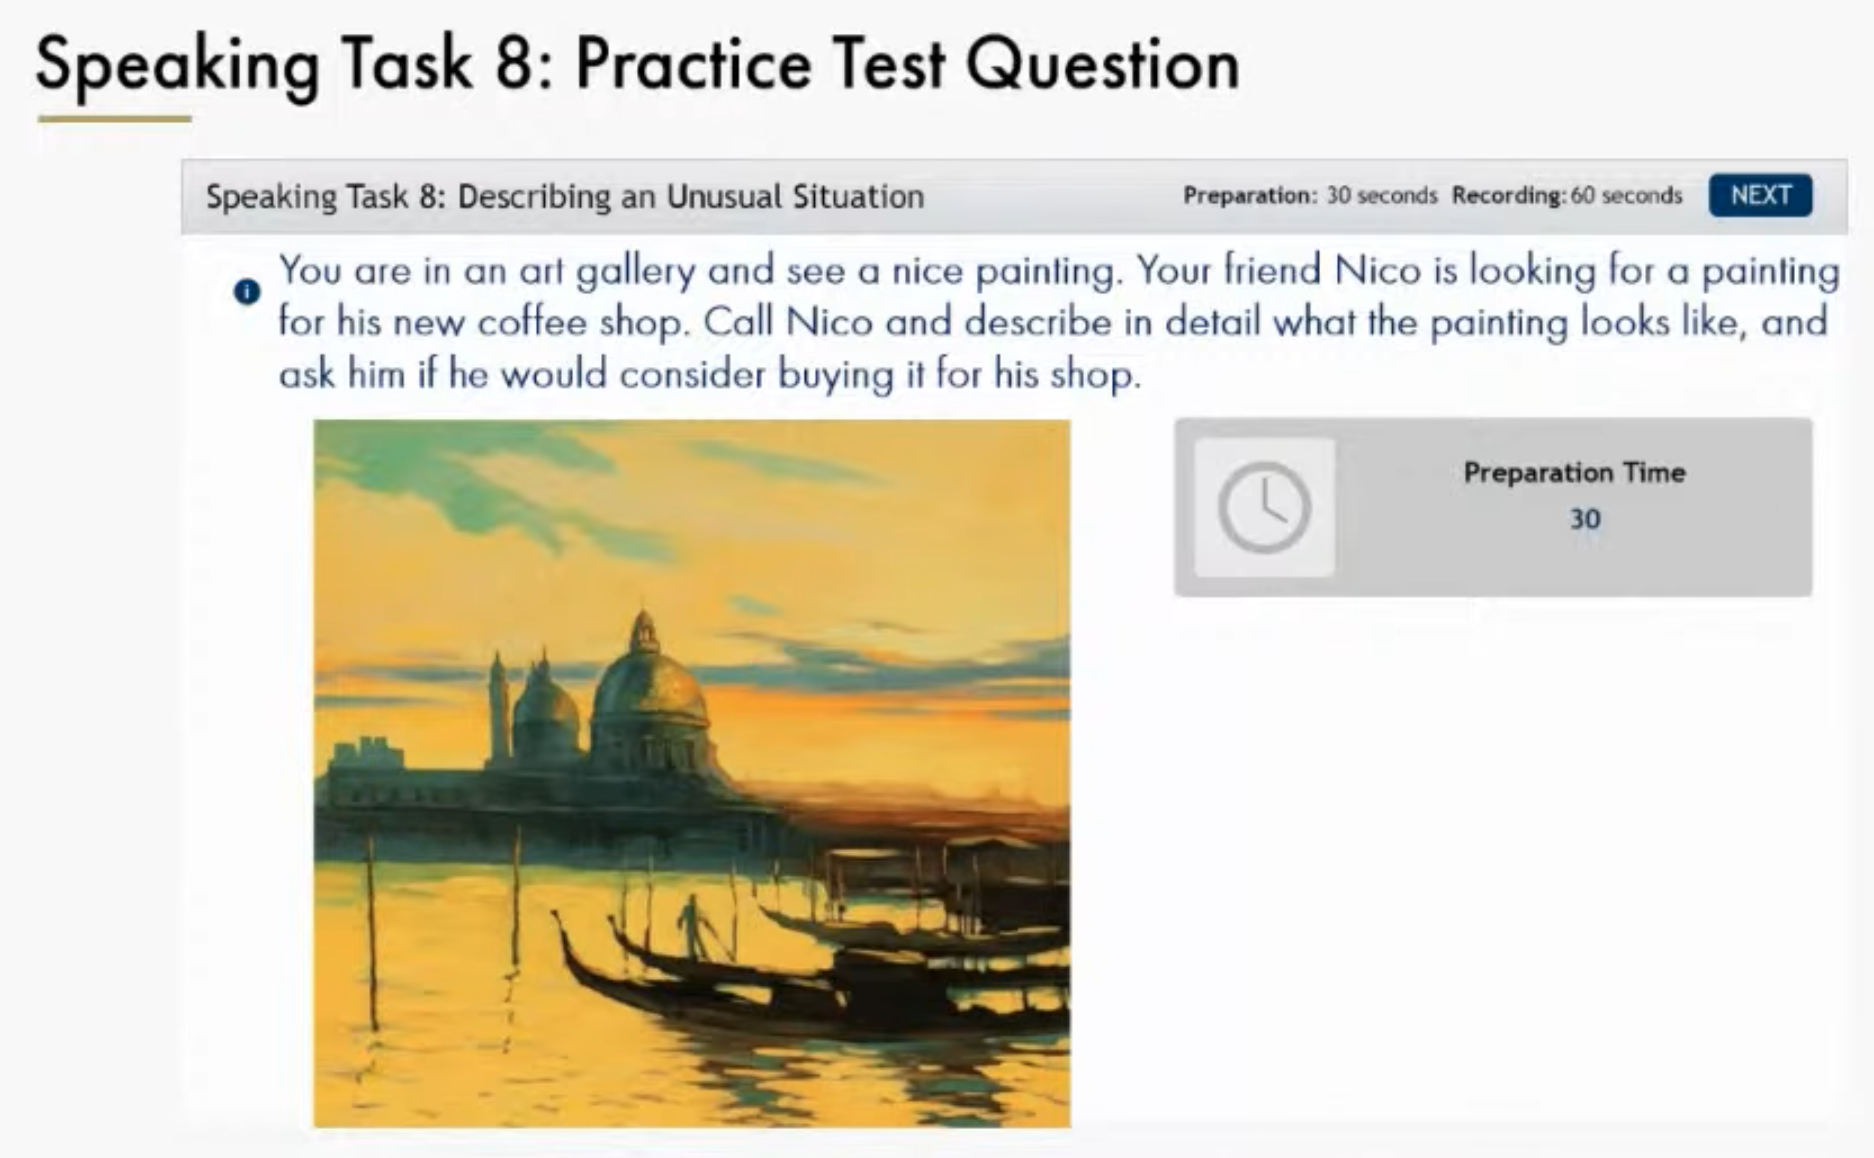 Speaking Task 8: Practice Test Question
Speaking Task 8: Describing an Unusual Situation
Preparation: 30 seconds Recording: 60 seconds
NEXT
You are in an art gallery and see a nice painting. Your friend Nico is looking for a painting
for his new coffee shop. Call Nico and describe in detail what the painting looks like, and
ask him if he would consider buying it for his shop.
Preparation Time
30